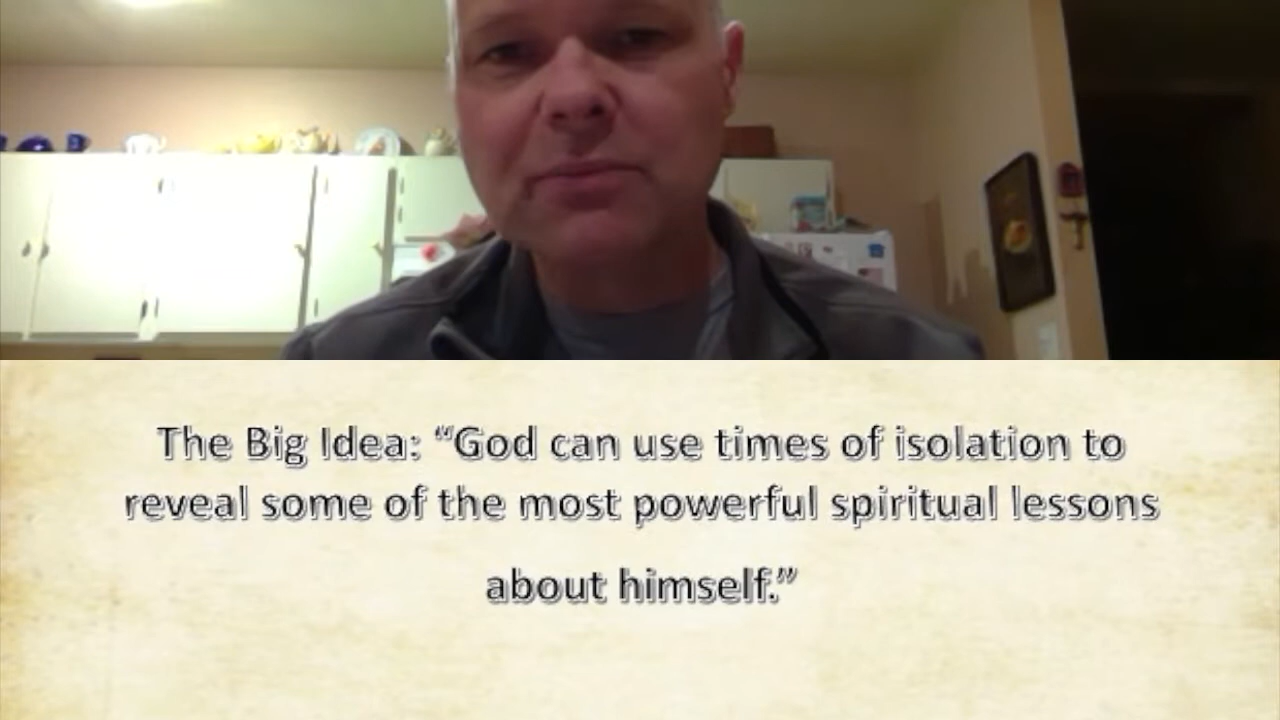 The Big Idea: “God can use times of isolation to
reveal some of the most powerful spiritual lessons
about himself.”